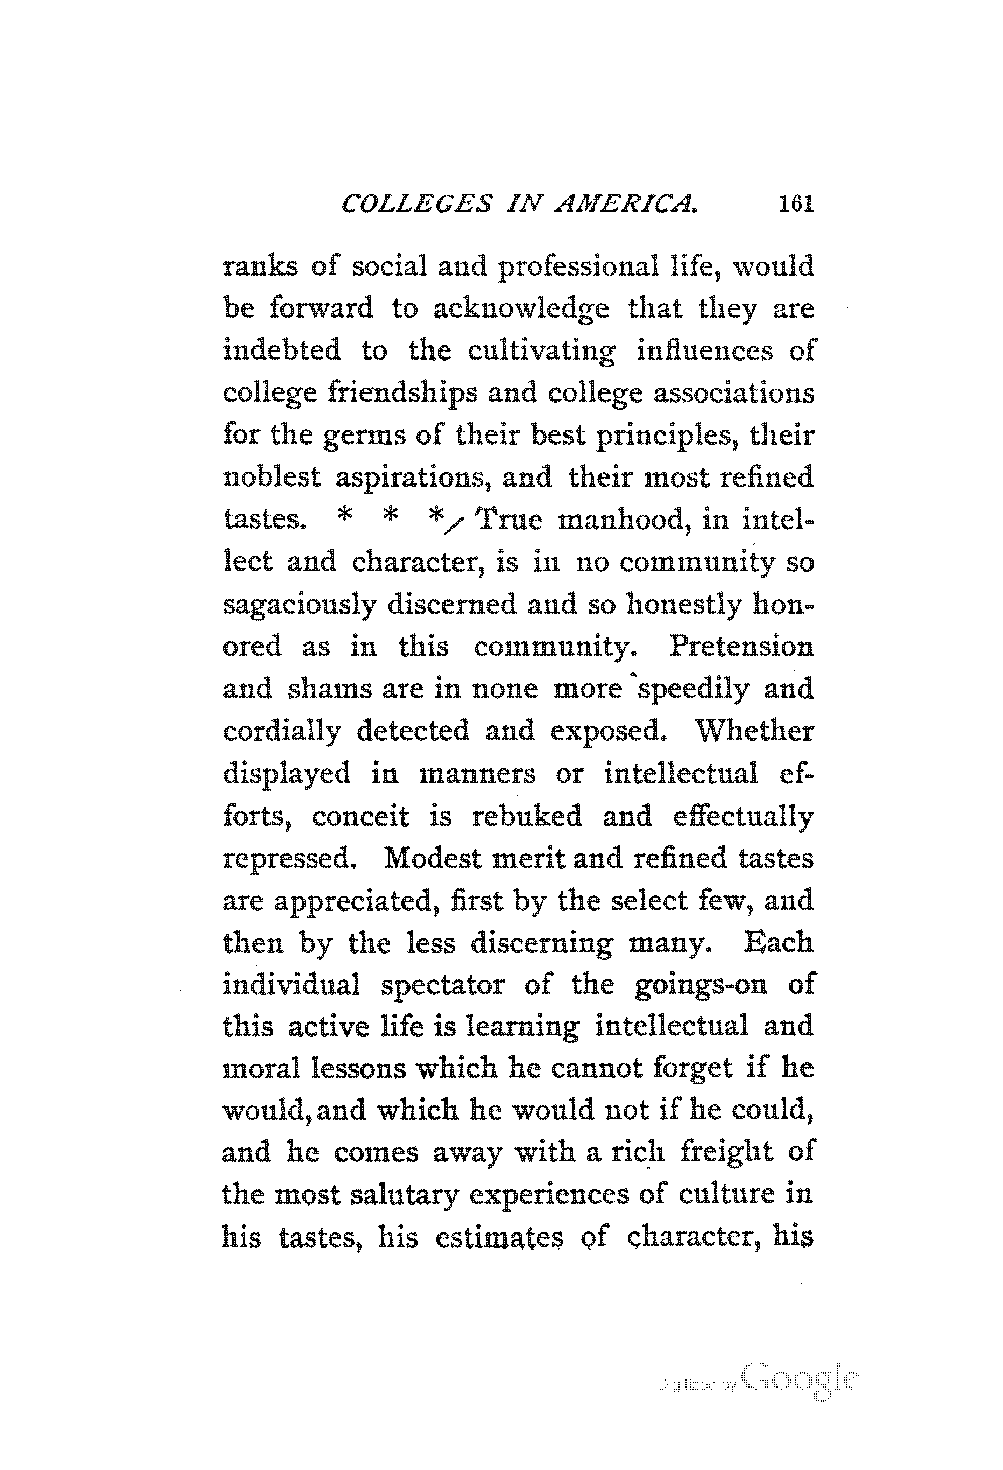 COLLEGES IN AMERICA. 161
ranks of social and professional life, would
be forward to acknowledge that they are
indebted to the cultivating influences of
college friendships and college associations
for the germs of their best principles, their
noblest aspirations, and their most refined
tastes. * * * / True manhood, in intel-
lect and character, is in no community so
sagaciously discerned and so honestly hon-
ored as in this community. Pretension
and shams are in none more speedily and
cordially detected and exposed. Whether
displayed in manners or intellectual ef-
forts, conceit is rebuked and effectually
repressed. Modest merit and refined tastes
are appreciated, first by the select few, and
then by the less discerning many. Each
individual spectator of the goings-on of
this active life is learning intellectual and
moral lessons which he cannot forget if he
would, and which he would not if he could,
and he comes away with a rich freight of
the most salutary experiences of culture in
his tastes, his estimates of character, his
Digitized by Google